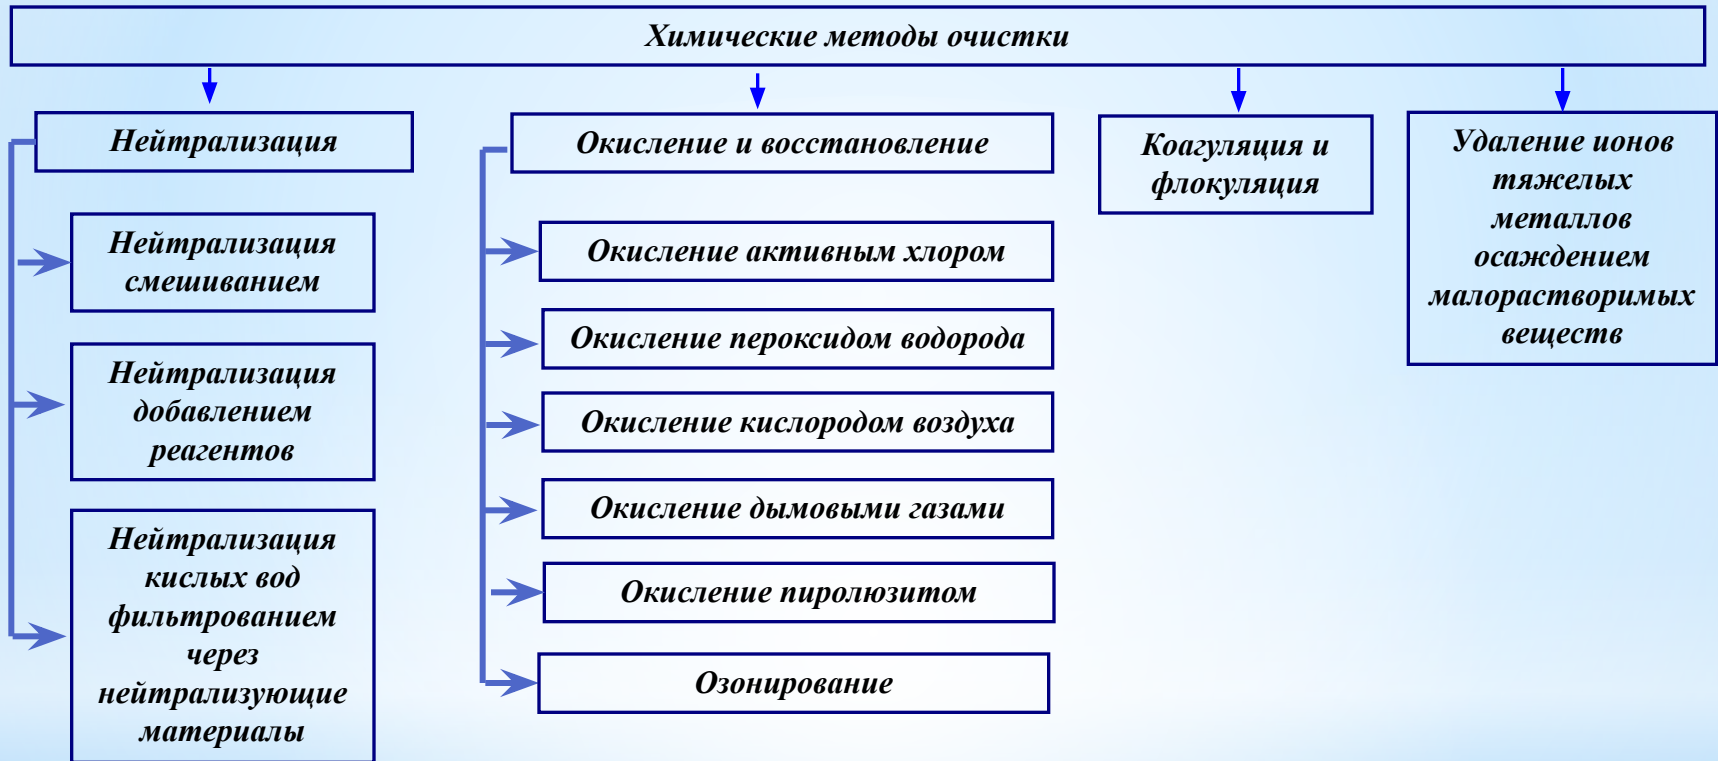 Химические методы очистки
Нейтрализация
Нейтрализация
смешиванием
Нейтрализация
добавлением
реагентов
Нейтрализация
кислых вод
фильтрованием
через
нейтрализующие
материалы
Окисление и восстановление
Окисление активным хлором
Окисление пероксидом водорода
Окисление кислородом воздуха
Окисление дымовыми газами
Окисление пиролюзитом
Озонирование
Коагуляция и
флокуляция
Удаление ионов
тяжелых
металлов
осаждением
малорастворимых
веществ